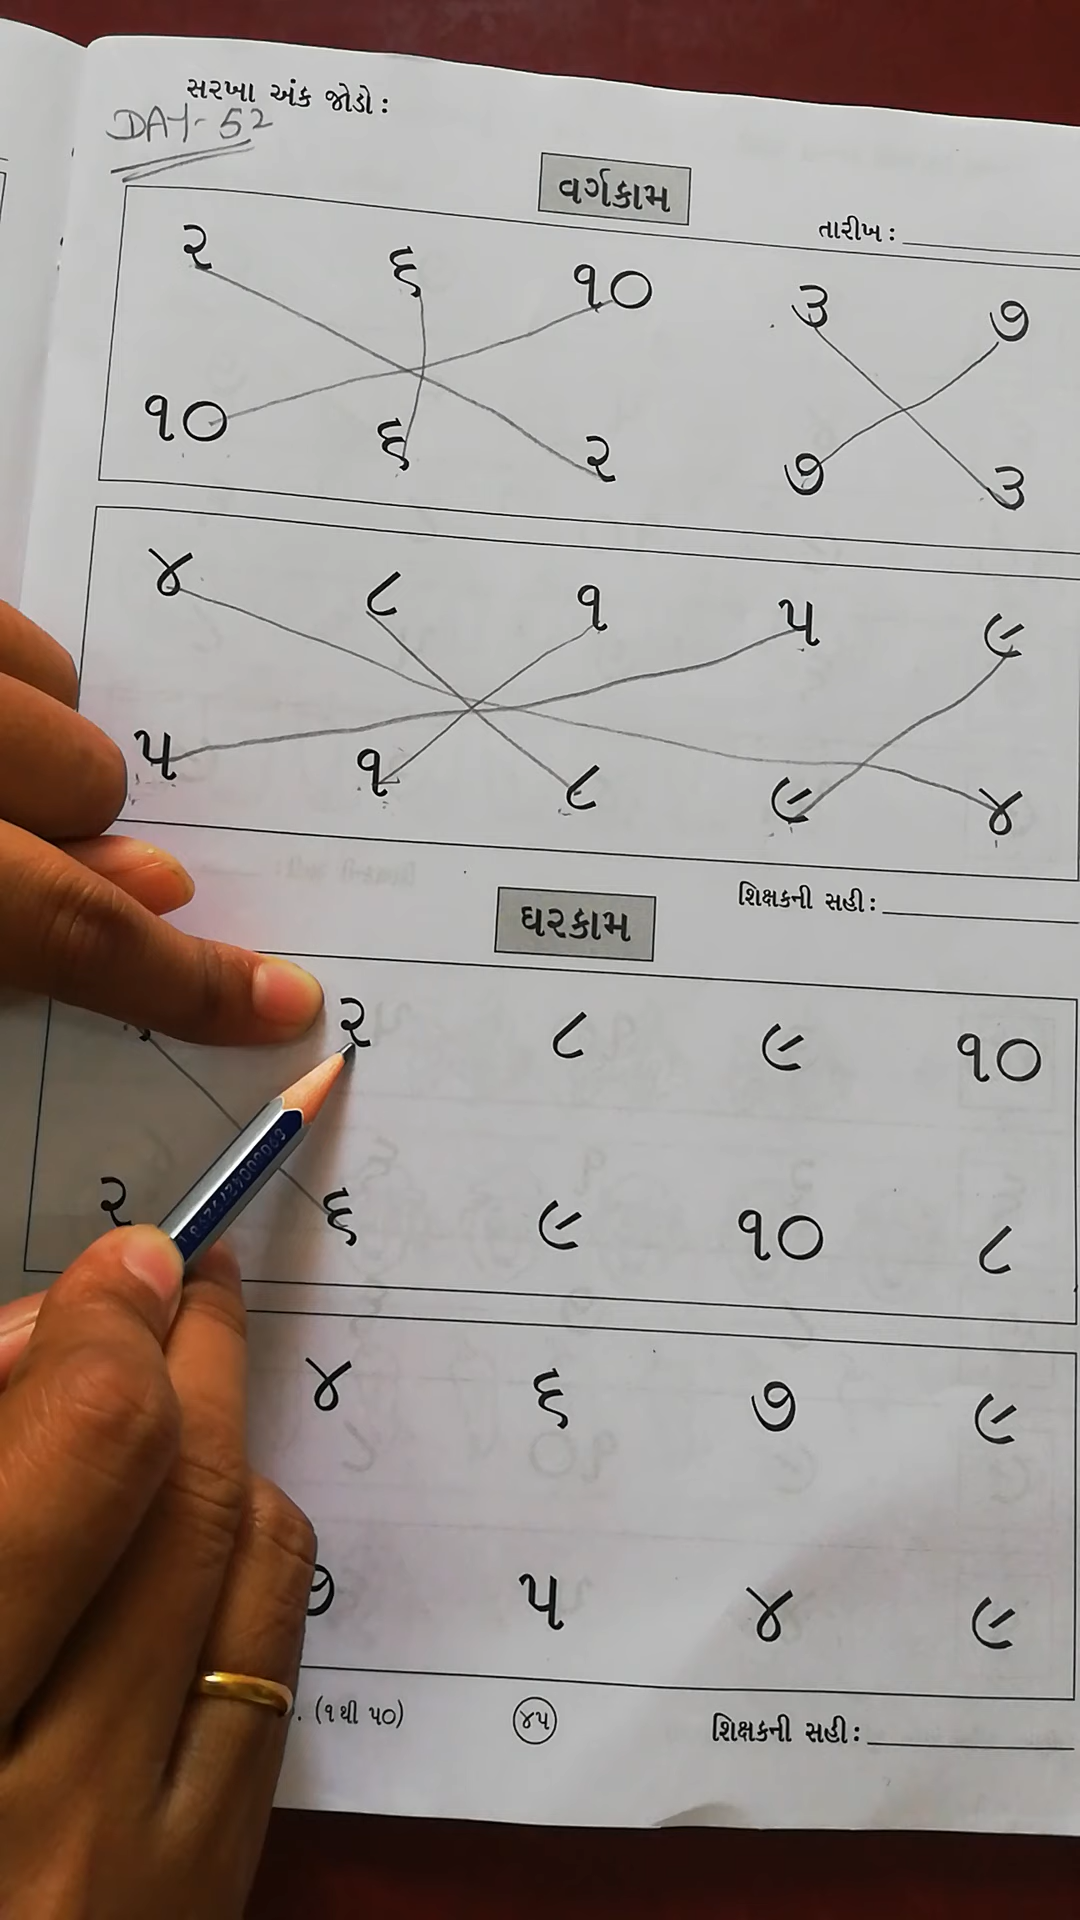 સરખા અંક જોડો :
DAY-52
વર્ગકામ
તારીખ :
૨ ૬ ૧૦ ૩ ૭
૧૦ ૬ ૨ ૭ ૩
૪ ૮ ૧ ૫ ૯
૫ ૧ ૮ ૯ ૪
શિક્ષકની સહી :
ઘરકામ
૨ ૮ ૯ ૧૦
૨ ૬ ૯ ૧૦ ૮
૪ ૬ ૭ ૯
૭ ૫ ૪ ૯
. (૧ થી ૫૦) ૪૫ શિક્ષકની સહી :